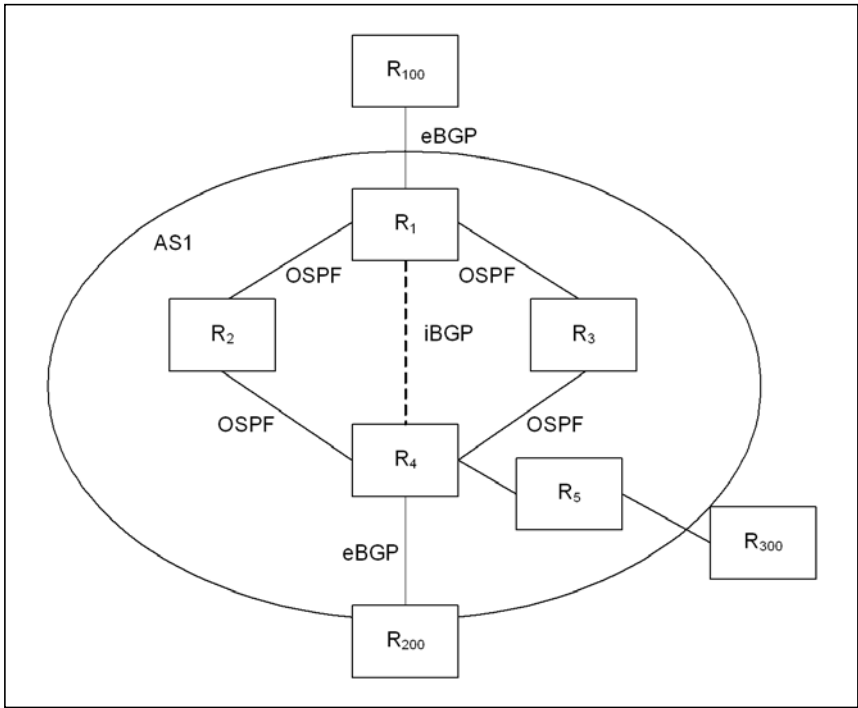 R100
eBGP
R1
AS1
OSPF
OSPF
R2
iBGP
R3
OSPF
OSPF
R4
R5
R300
eBGP
R200